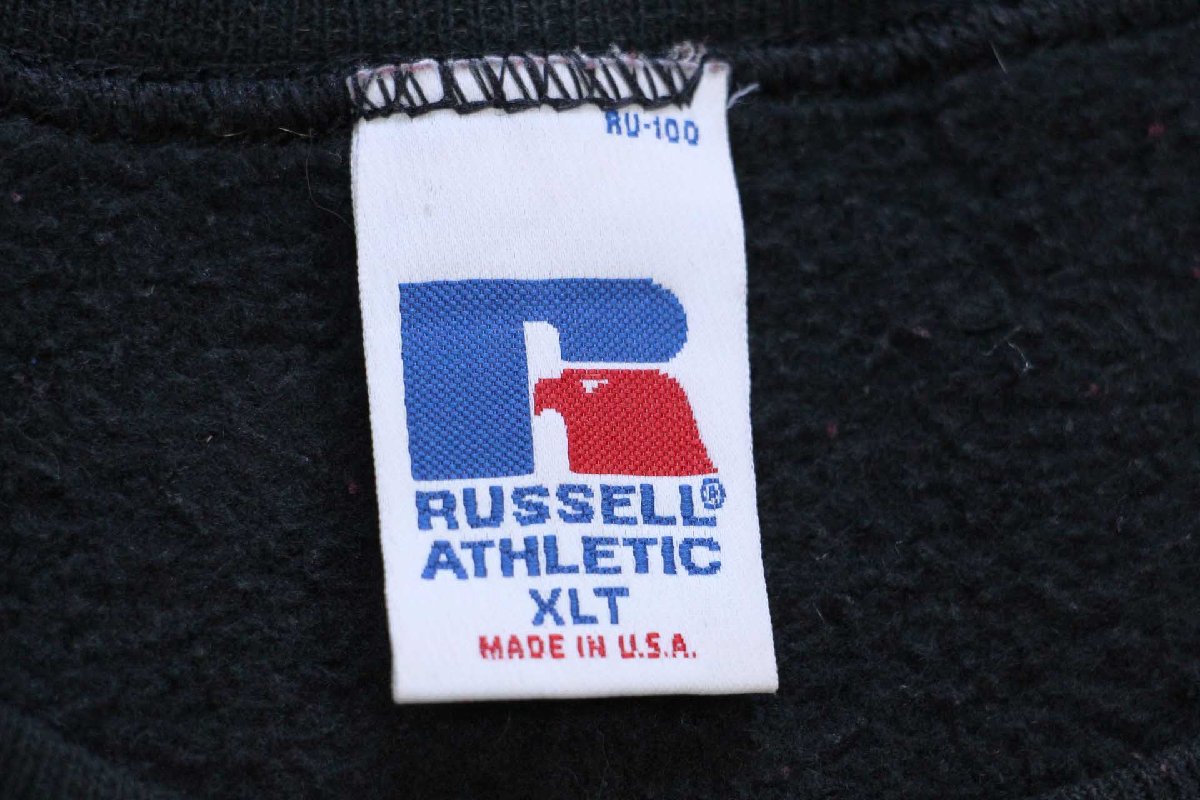 RU-100
R
RUSSELL®
ATHLETIC
XLT
MADE IN U.S.A.